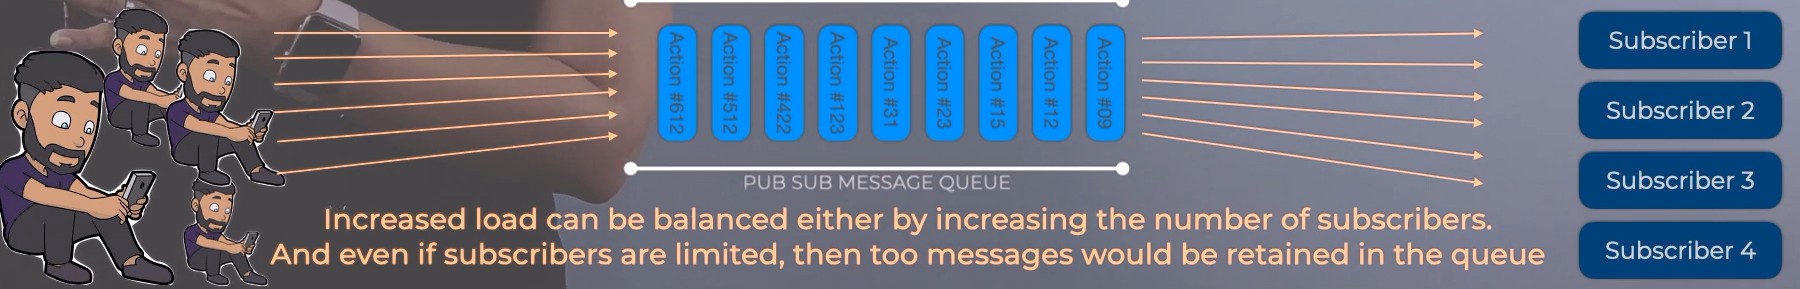 Action #612
Action #512
Action #422
Action #123
Action #31
Action #23
Action #15
Action #12
Action #09
Subscriber 1
Subscriber 2
Subscriber 3
Subscriber 4
PUB SUB MESSAGE QUEUE
Increased load can be balanced either by increasing the number of subscribers.
And even if subscribers are limited, then too messages would be retained in the queue